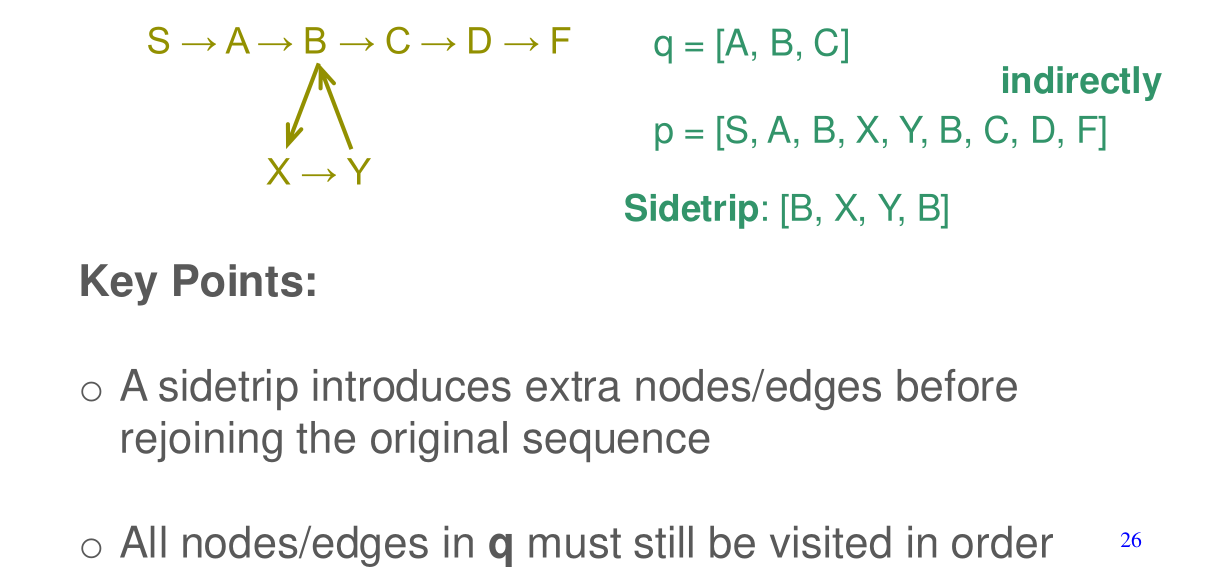 S → A → B → C → D → F
q = [A, B, C]
indirectly
p = [S, A, B, X, Y, B, C, D, F]
X → Y
Sidetrip: [B, X, Y, B]
Key Points:
○ A sidetrip introduces extra nodes/edges before
rejoining the original sequence
○ All nodes/edges in q must still be visited in order
26